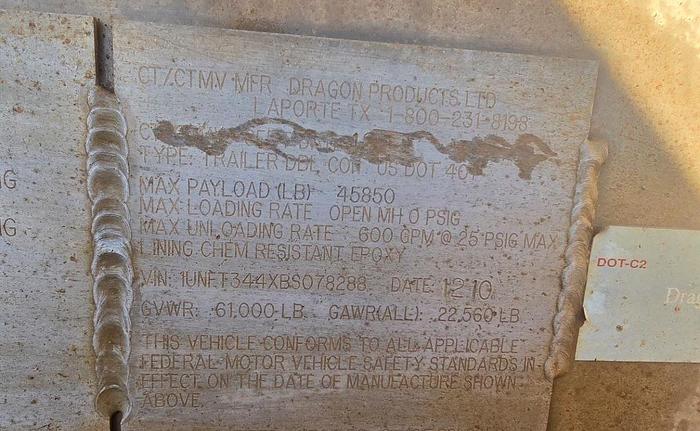 G
G
CT/CTMV MFR DRAGON PRODUCTS LTD
LAPORTE TX 1-800-231-8198
TYPE: TRAILER DBL CON. US DOT
MAX PAYLOAD (LB) 45850
MAX LOADING RATE OPEN MH 0 PSIG
MAX UNLOADING RATE 600 GPM @ 25 PSIG MAX
LINING CHEM RESISTANT EPOXY
VIN: 1UNFT344XBS078288 DATE: 12 10
GVWR: 61,000 LB. GAWR(ALL): 22,560 LB
THIS VEHICLE CONFORMS TO ALL APPLICABLE
FEDERAL MOTOR VEHICLE SAFETY STANDARDS IN
EFFECT ON THE DATE OF MANUFACTURE SHOWN
ABOVE
DOT-C2
Dra